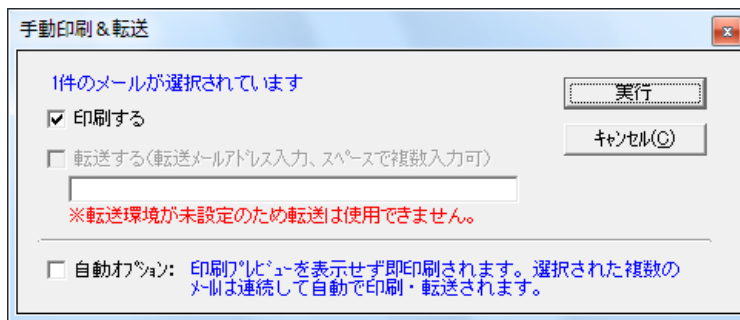 手動印刷＆転送
1件のメールが選択されています
実行
印刷する
ｷｬﾝｾﾙ(C)
転送する(転送ﾒｰﾙｱﾄﾞﾚｽ入力、ｽﾍﾟｰｽで複数入力可)
※転送環境が未設定のため転送は使用できません。
自動ｵﾌﾟｼｮﾝ： 印刷ﾌﾟﾚﾋﾞｭｰを表示せず即印刷されます。選択された複数の
ﾒｰﾙは連続して自動で印刷・転送されます。